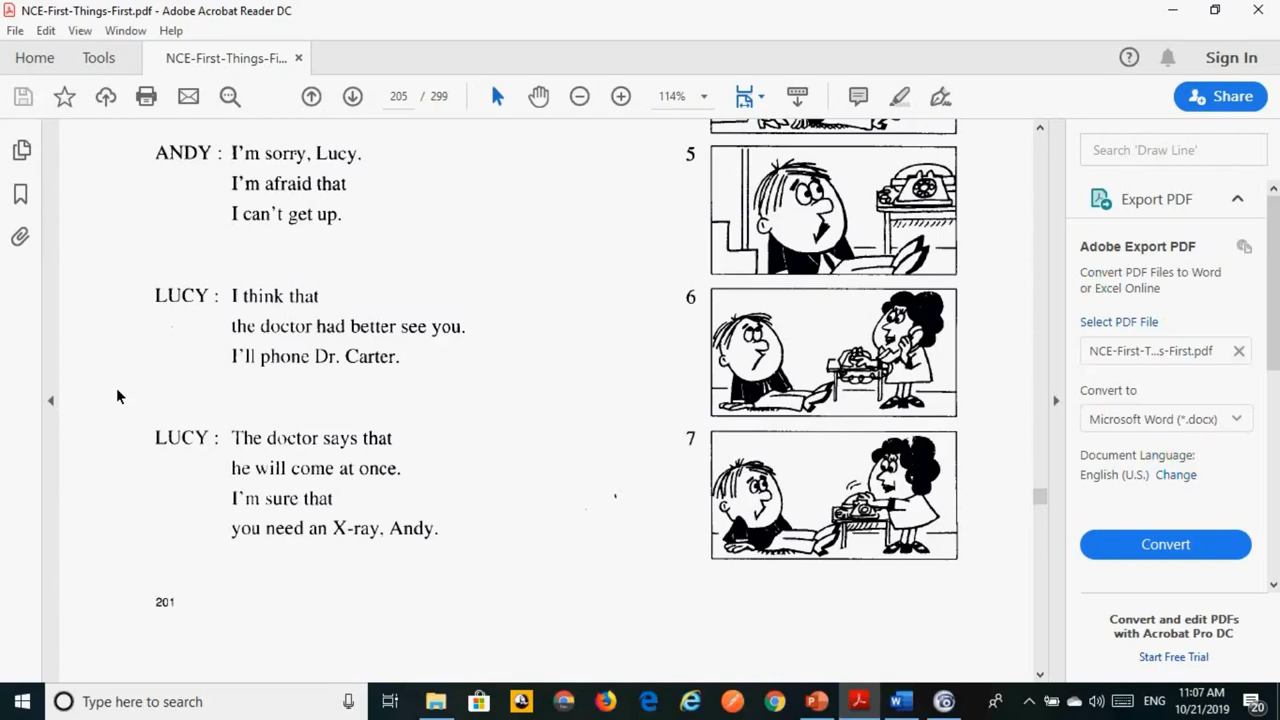 NCE-First-Things-First.pdf - Adobe Acrobat Reader DC
File Edit View Window Help
Home Tools NCE-First-Things-Fi...
Sign In
205 / 299
114%
Share
ANDY : I'm sorry, Lucy.
I'm afraid that
I can't get up.
5
LUCY : I think that
the doctor had better see you.
I'll phone Dr. Carter.
6
LUCY : The doctor says that
he will come at once.
I'm sure that
you need an X-ray, Andy.
7
201
Search 'Draw Line'
Export PDF
Adobe Export PDF
Convert PDF Files to Word
or Excel Online
Select PDF File
NCE-First-T...s-First.pdf
Convert to
Microsoft Word (*.docx)
Document Language:
English (U.S.) Change
Convert
Convert and edit PDFs
with Acrobat Pro DC
Start Free Trial
Type here to search
ENG
11:07 AM
10/21/2019
20